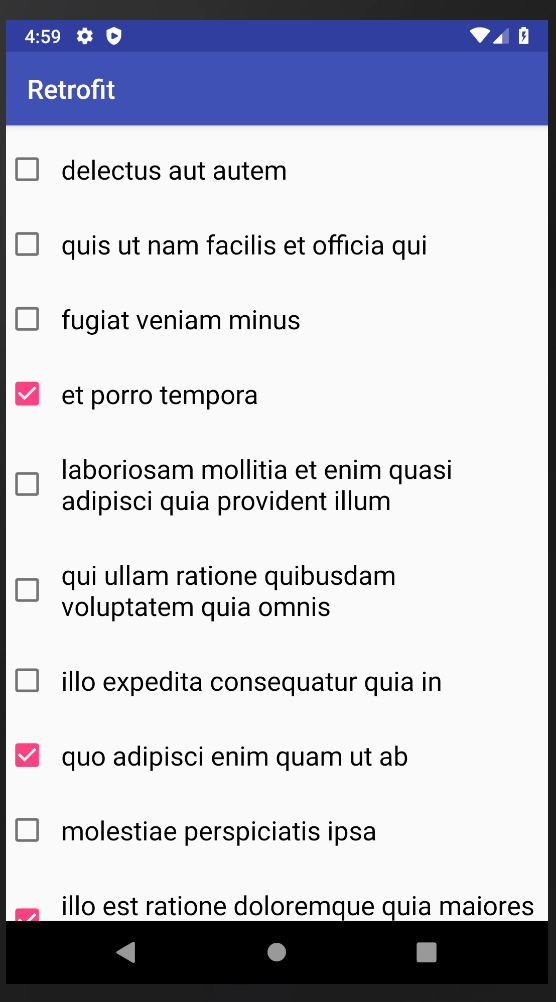 4:59
Retrofit
delectus aut autem
quis ut nam facilis et officia qui
fugiat veniam minus
et porro tempora
laboriosam mollitia et enim quasi
adipisci quia provident illum
qui ullam ratione quibusdam
voluptatem quia omnis
illo expedita consequatur quia in
quo adipisci enim quam ut ab
molestiae perspiciatis ipsa
illo est ratione doloremque quia maiores